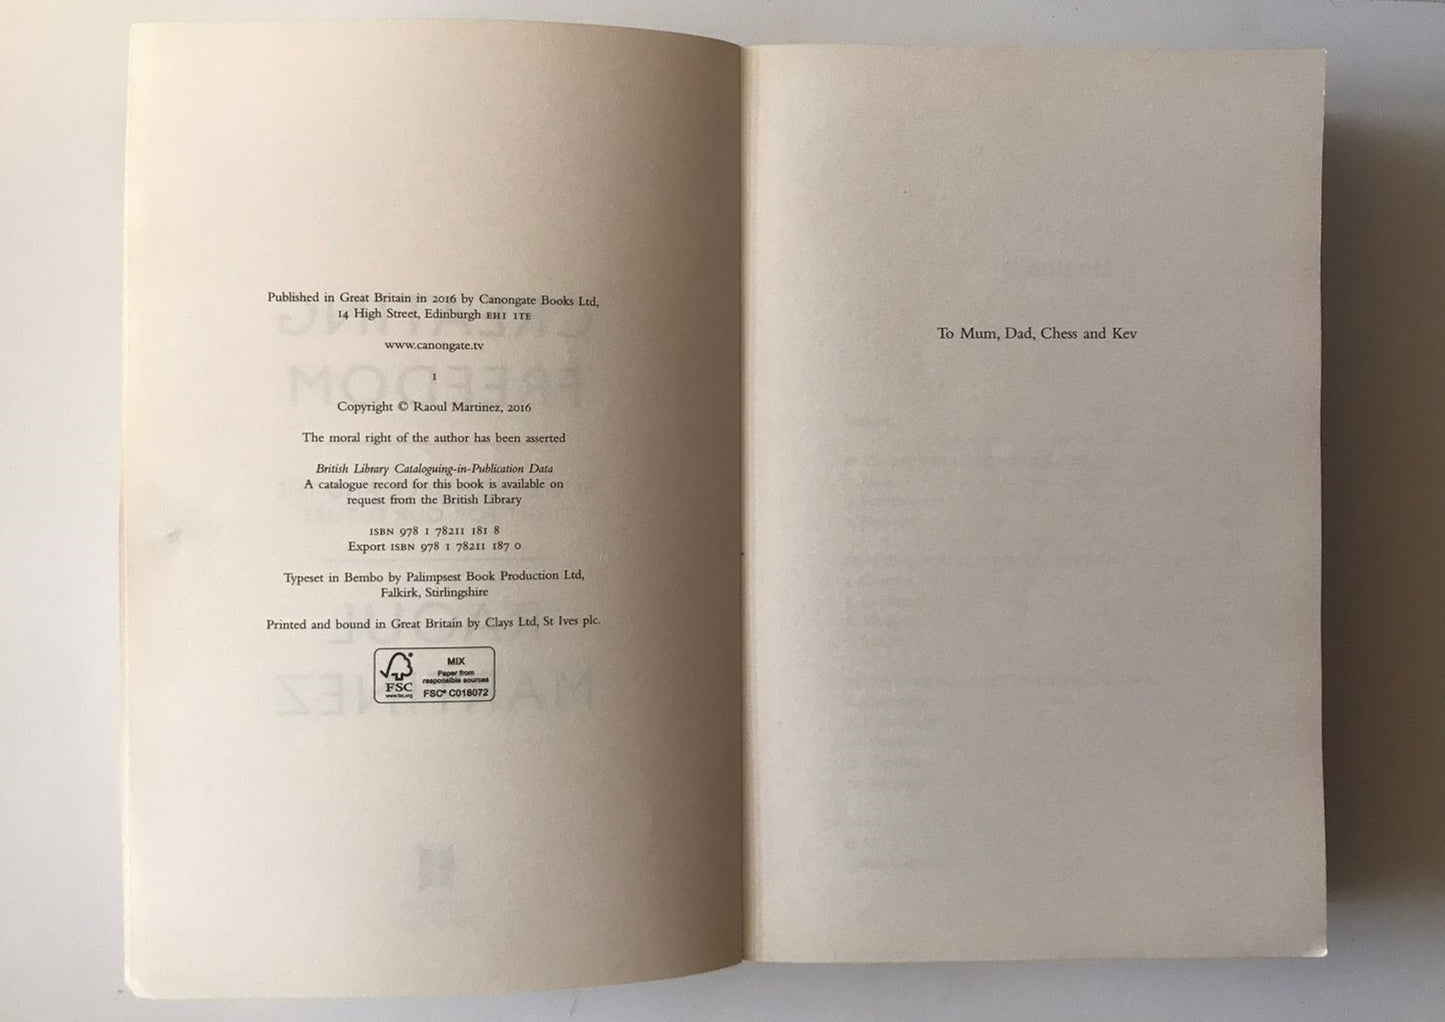 Published in Great Britain in 2016 by Canongate Books Ltd,
14 High Street, Edinburgh EH1 1TE
www.canongate.tv
1
Copyright © Raoul Martinez, 2016
The moral right of the author has been asserted
British Library Cataloguing-in-Publication Data
A catalogue record for this book is available on
request from the British Library
ISBN 978 1 78211 181 8
Export ISBN 978 1 78211 187 0
Typeset in Bembo by Palimpsest Book Production Ltd,
Falkirk, Stirlingshire
Printed and bound in Great Britain by Clays Ltd, St Ives plc.
FSC
www.fsc.org
MIX
Paper from
responsible sources
FSC® C018072
To Mum, Dad, Chess and Kev